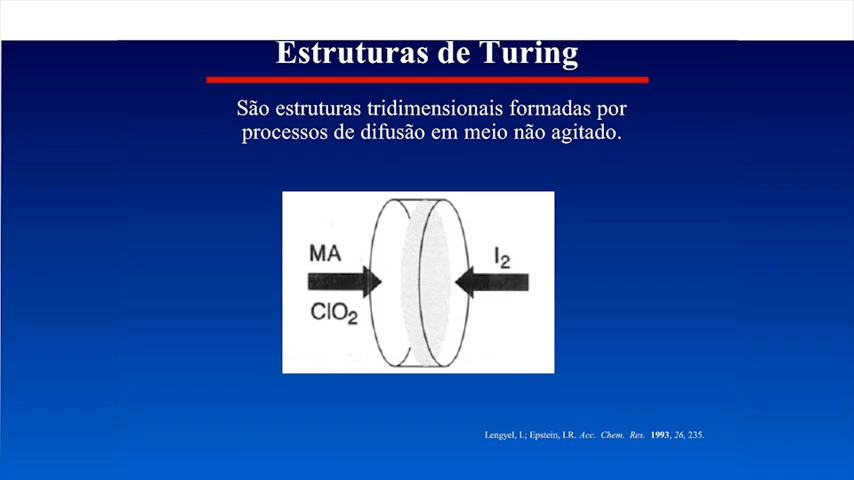 Estruturas de Turing
São estruturas tridimensionais formadas por
processos de difusão em meio não agitado.
MA
ClO2
I2
Lengyel, I.; Epstein, I.R. Acc. Chem. Res. 1993, 26, 235.